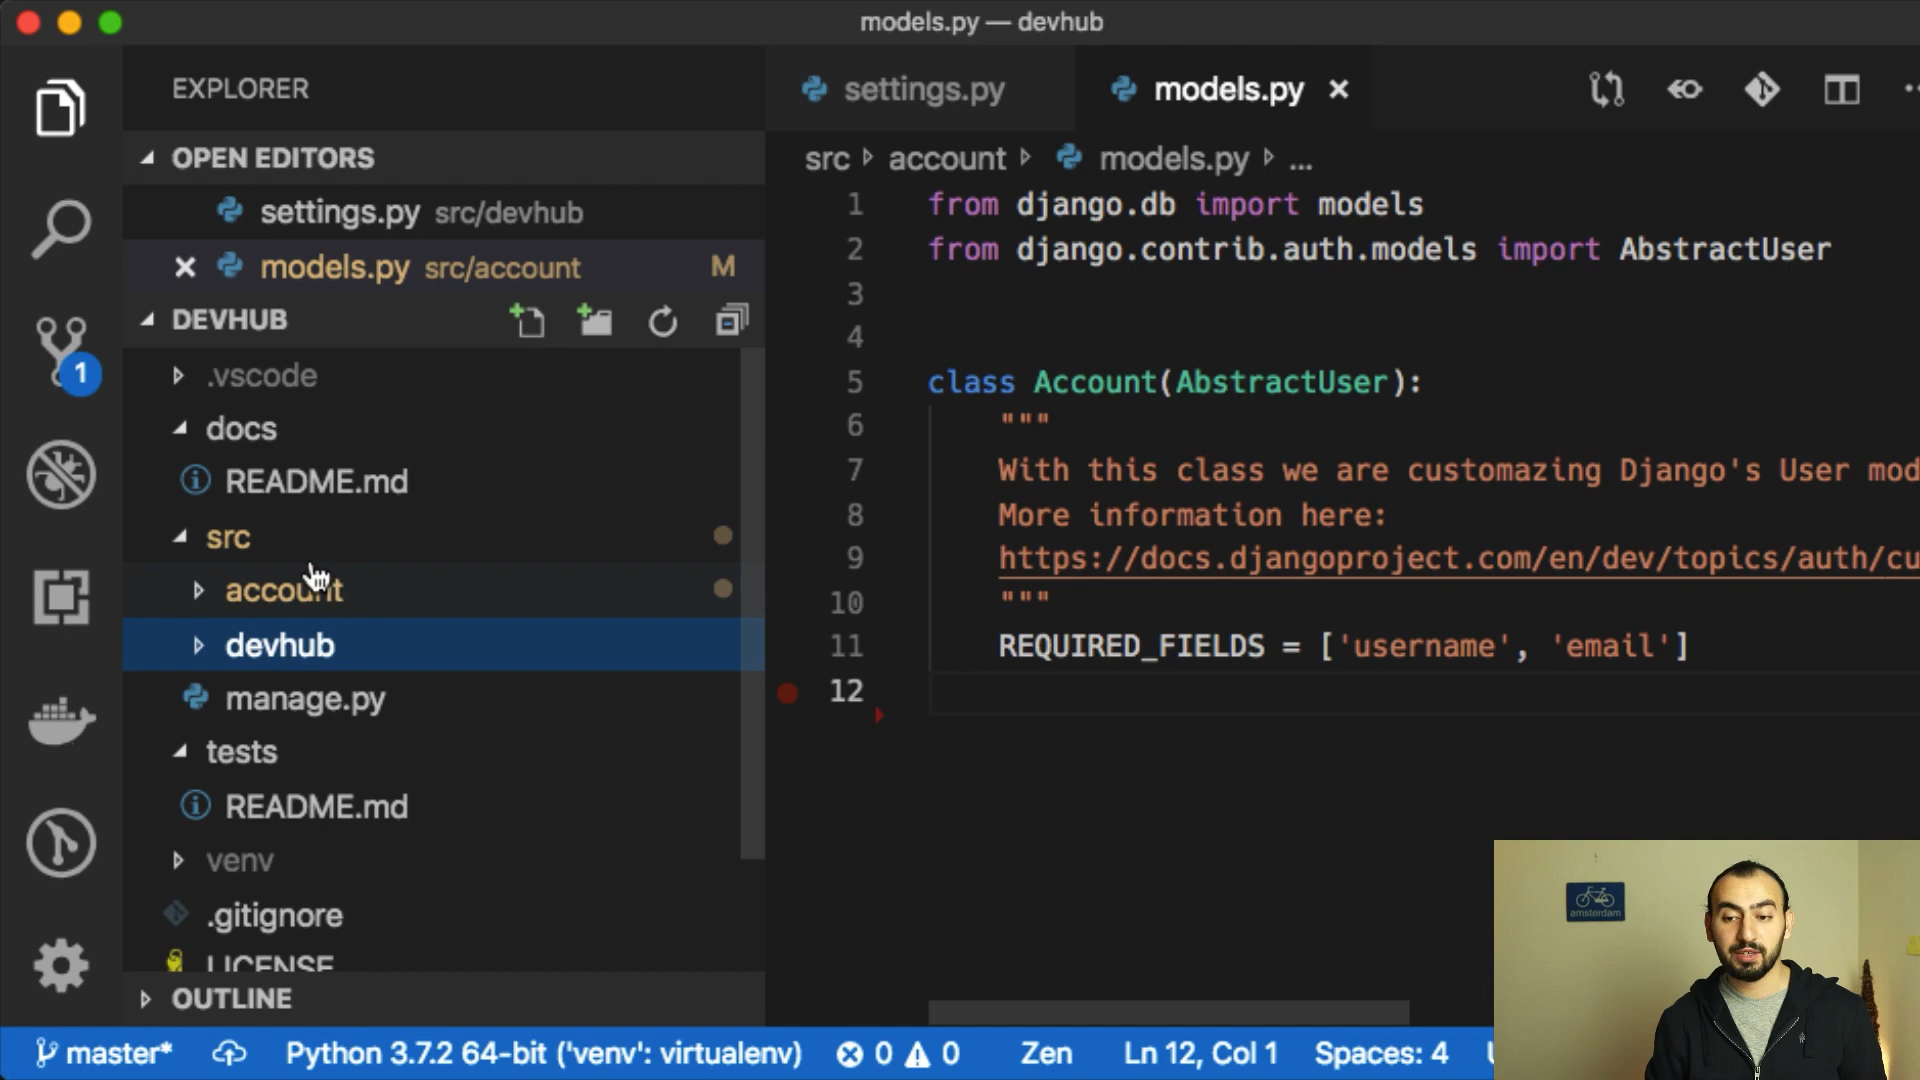 models.py — devhub
EXPLORER
OPEN EDITORS
settings.py src/devhub
models.py src/account M
DEVHUB
.vscode
docs
README.md
src
account
devhub
manage.py
tests
README.md
venv
.gitignore
LICENSE
OUTLINE
1
settings.py
models.py
src account models.py ...
1 from django.db import models
2 from django.contrib.auth.models import AbstractUser
3
4
5 class Account(AbstractUser):
6 """
7 With this class we are customazing Django's User mod
8 More information here:
9 https://docs.djangoproject.com/en/dev/topics/auth/cu
10 """
11 REQUIRED_FIELDS = ['username', 'email']
12
amsterdam
master* Python 3.7.2 64-bit ('venv': virtualenv) 0 0 Zen Ln 12, Col 1 Spaces: 4